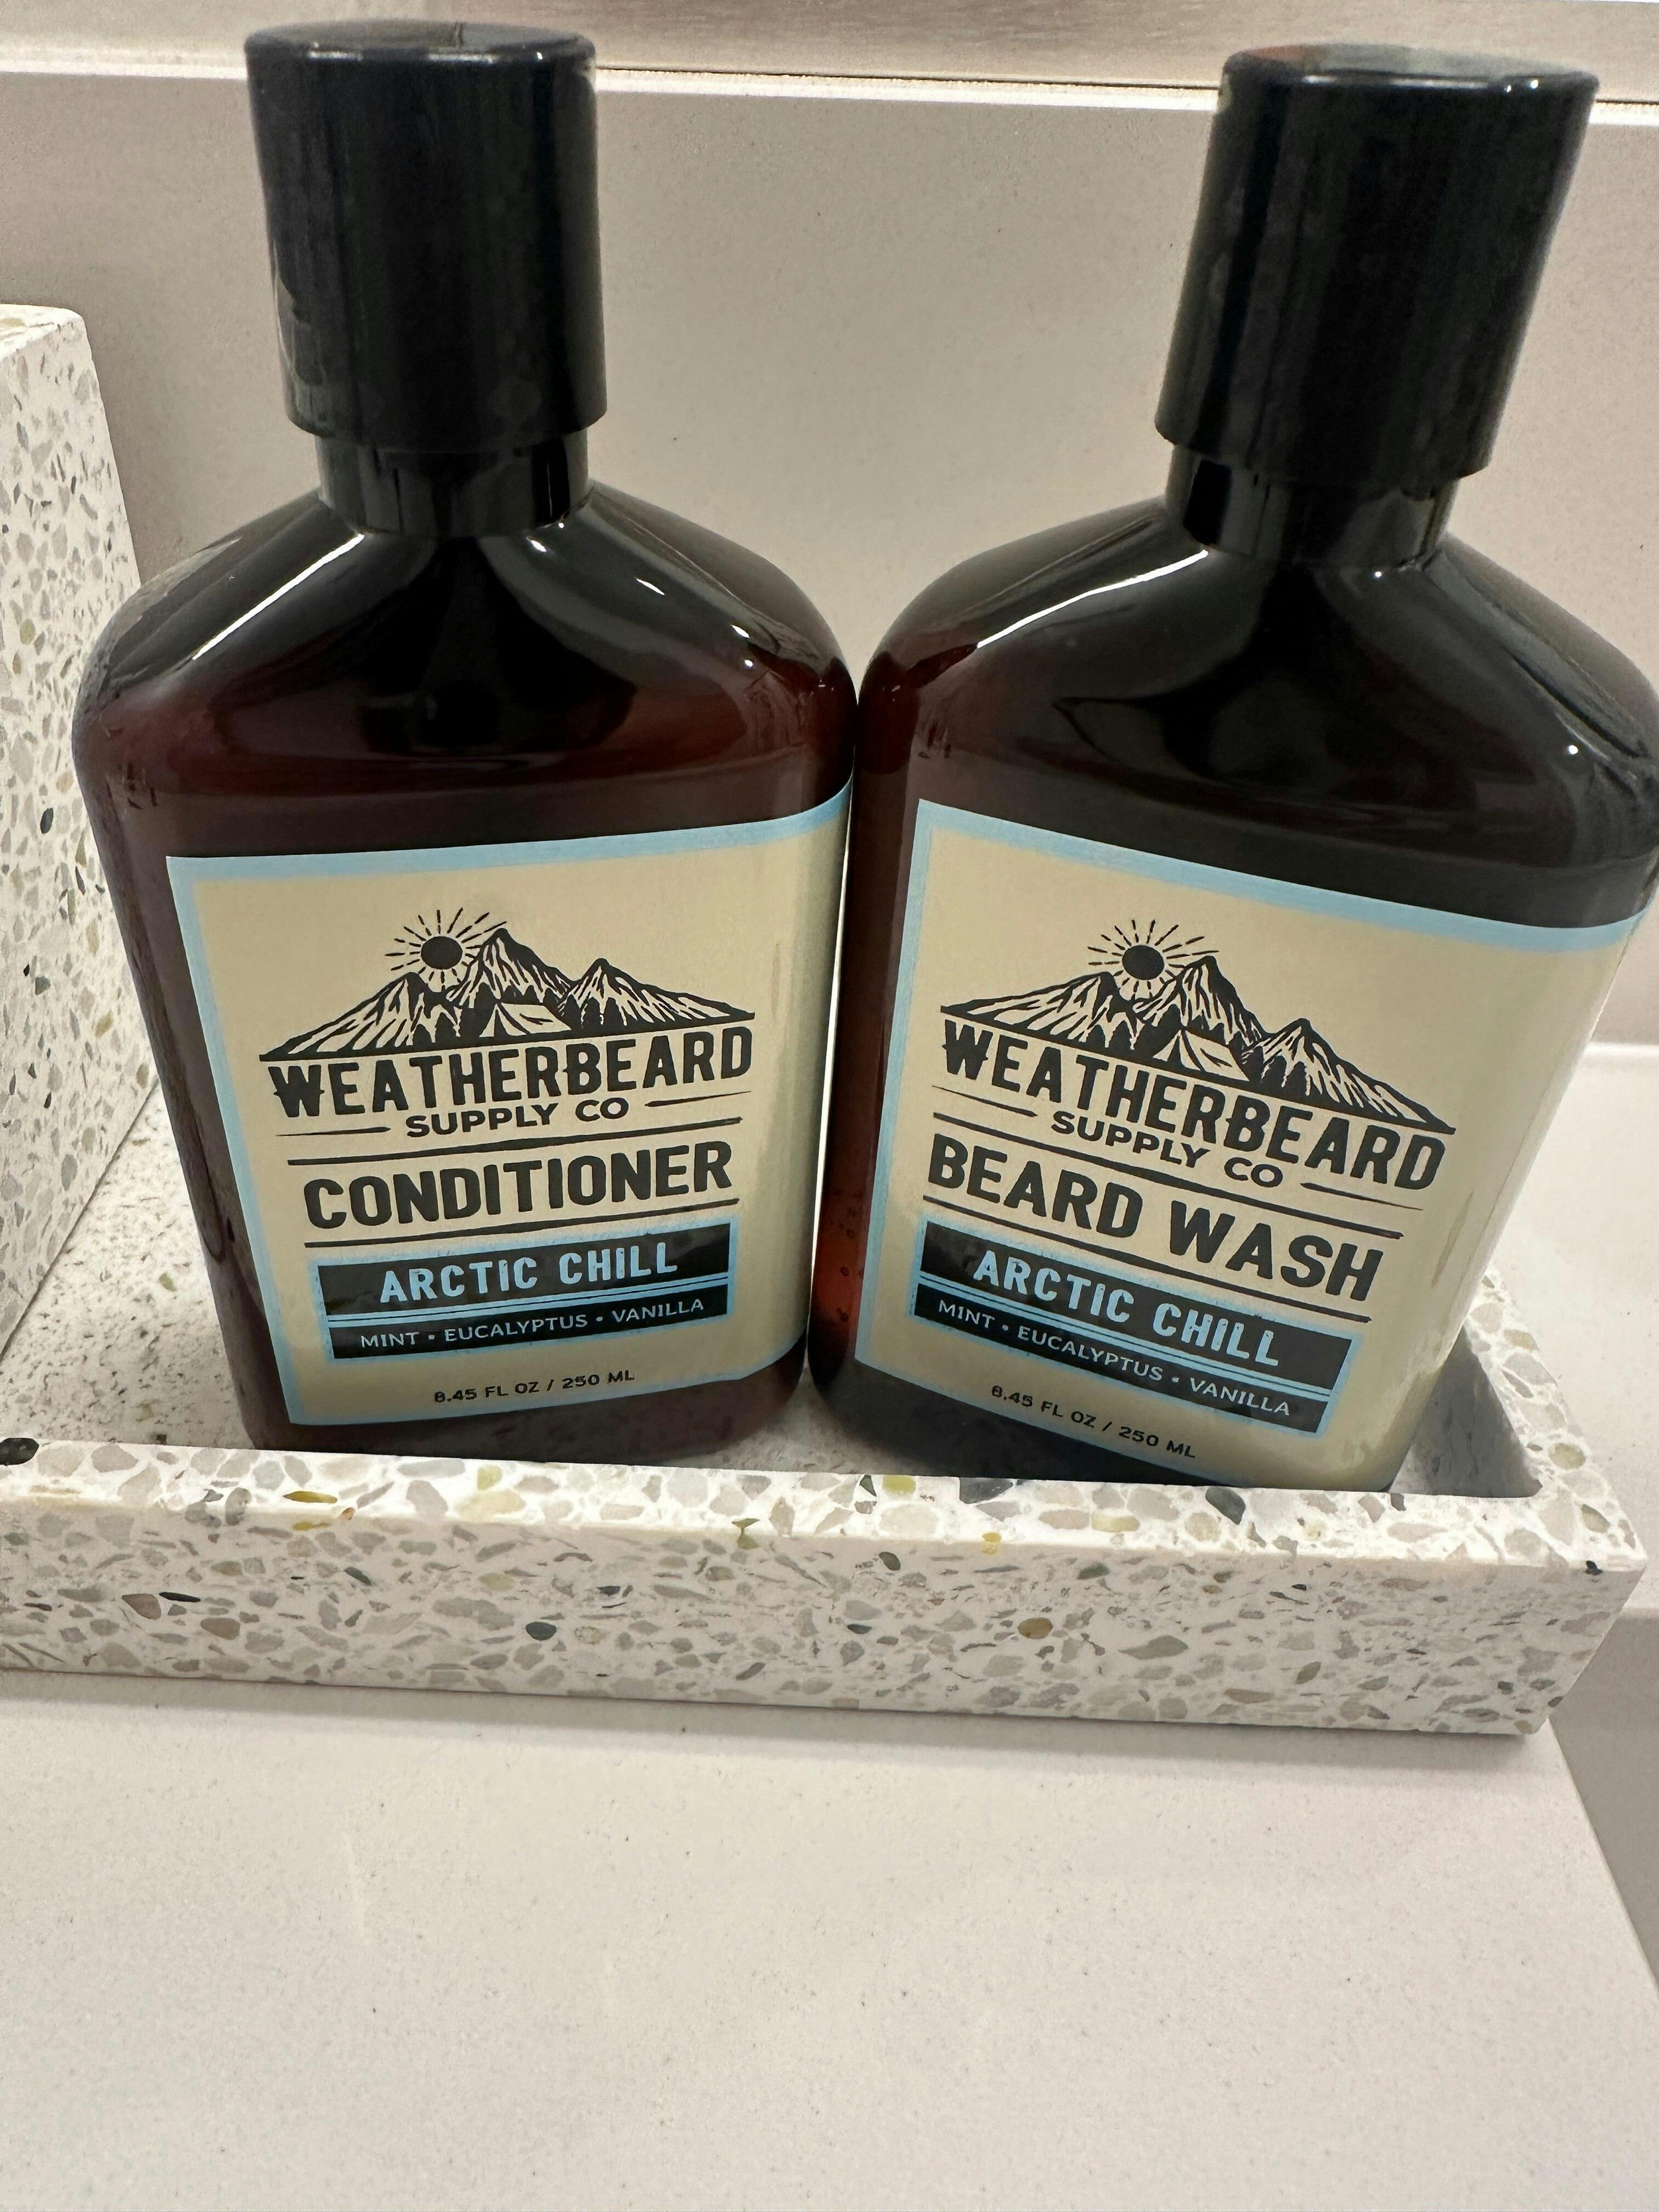 WEATHERBEARD
SUPPLY CO
CONDITIONER
ARCTIC CHILL
MINT • EUCALYPTUS • VANILLA
8.45 FL OZ / 250 ML
WEATHERBEARD
SUPPLY CO
BEARD WASH
ARCTIC CHILL
MINT • EUCALYPTUS • VANILLA
8.45 FL OZ / 250 ML